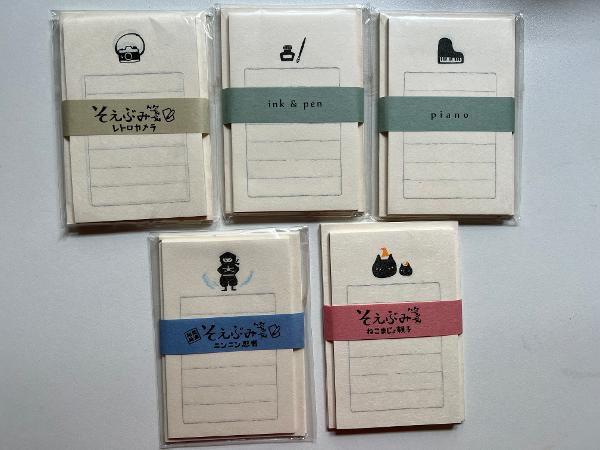 そえぶみ箋
レトロカメラ
ink & pen
piano
そえぶみ箋
ニンニン忍者
そえぶみ箋
ねこまじょ親子